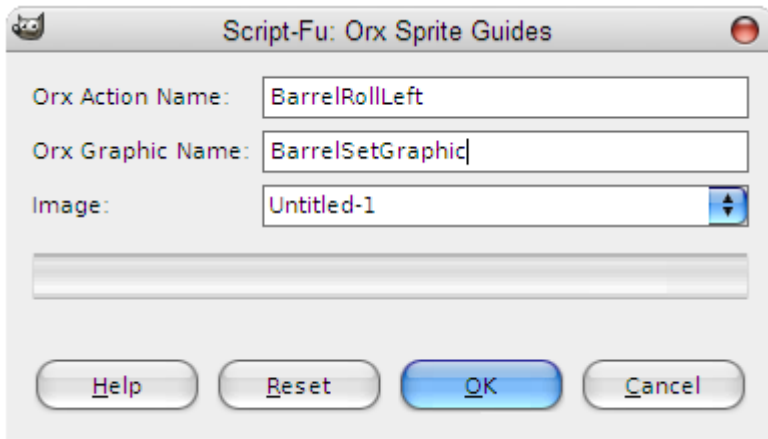 Script-Fu: Orx Sprite Guides
Orx Action Name: BarrelRollLeft
Orx Graphic Name: BarrelSetGraphic
Image: Untitled-1
Help Reset OK Cancel